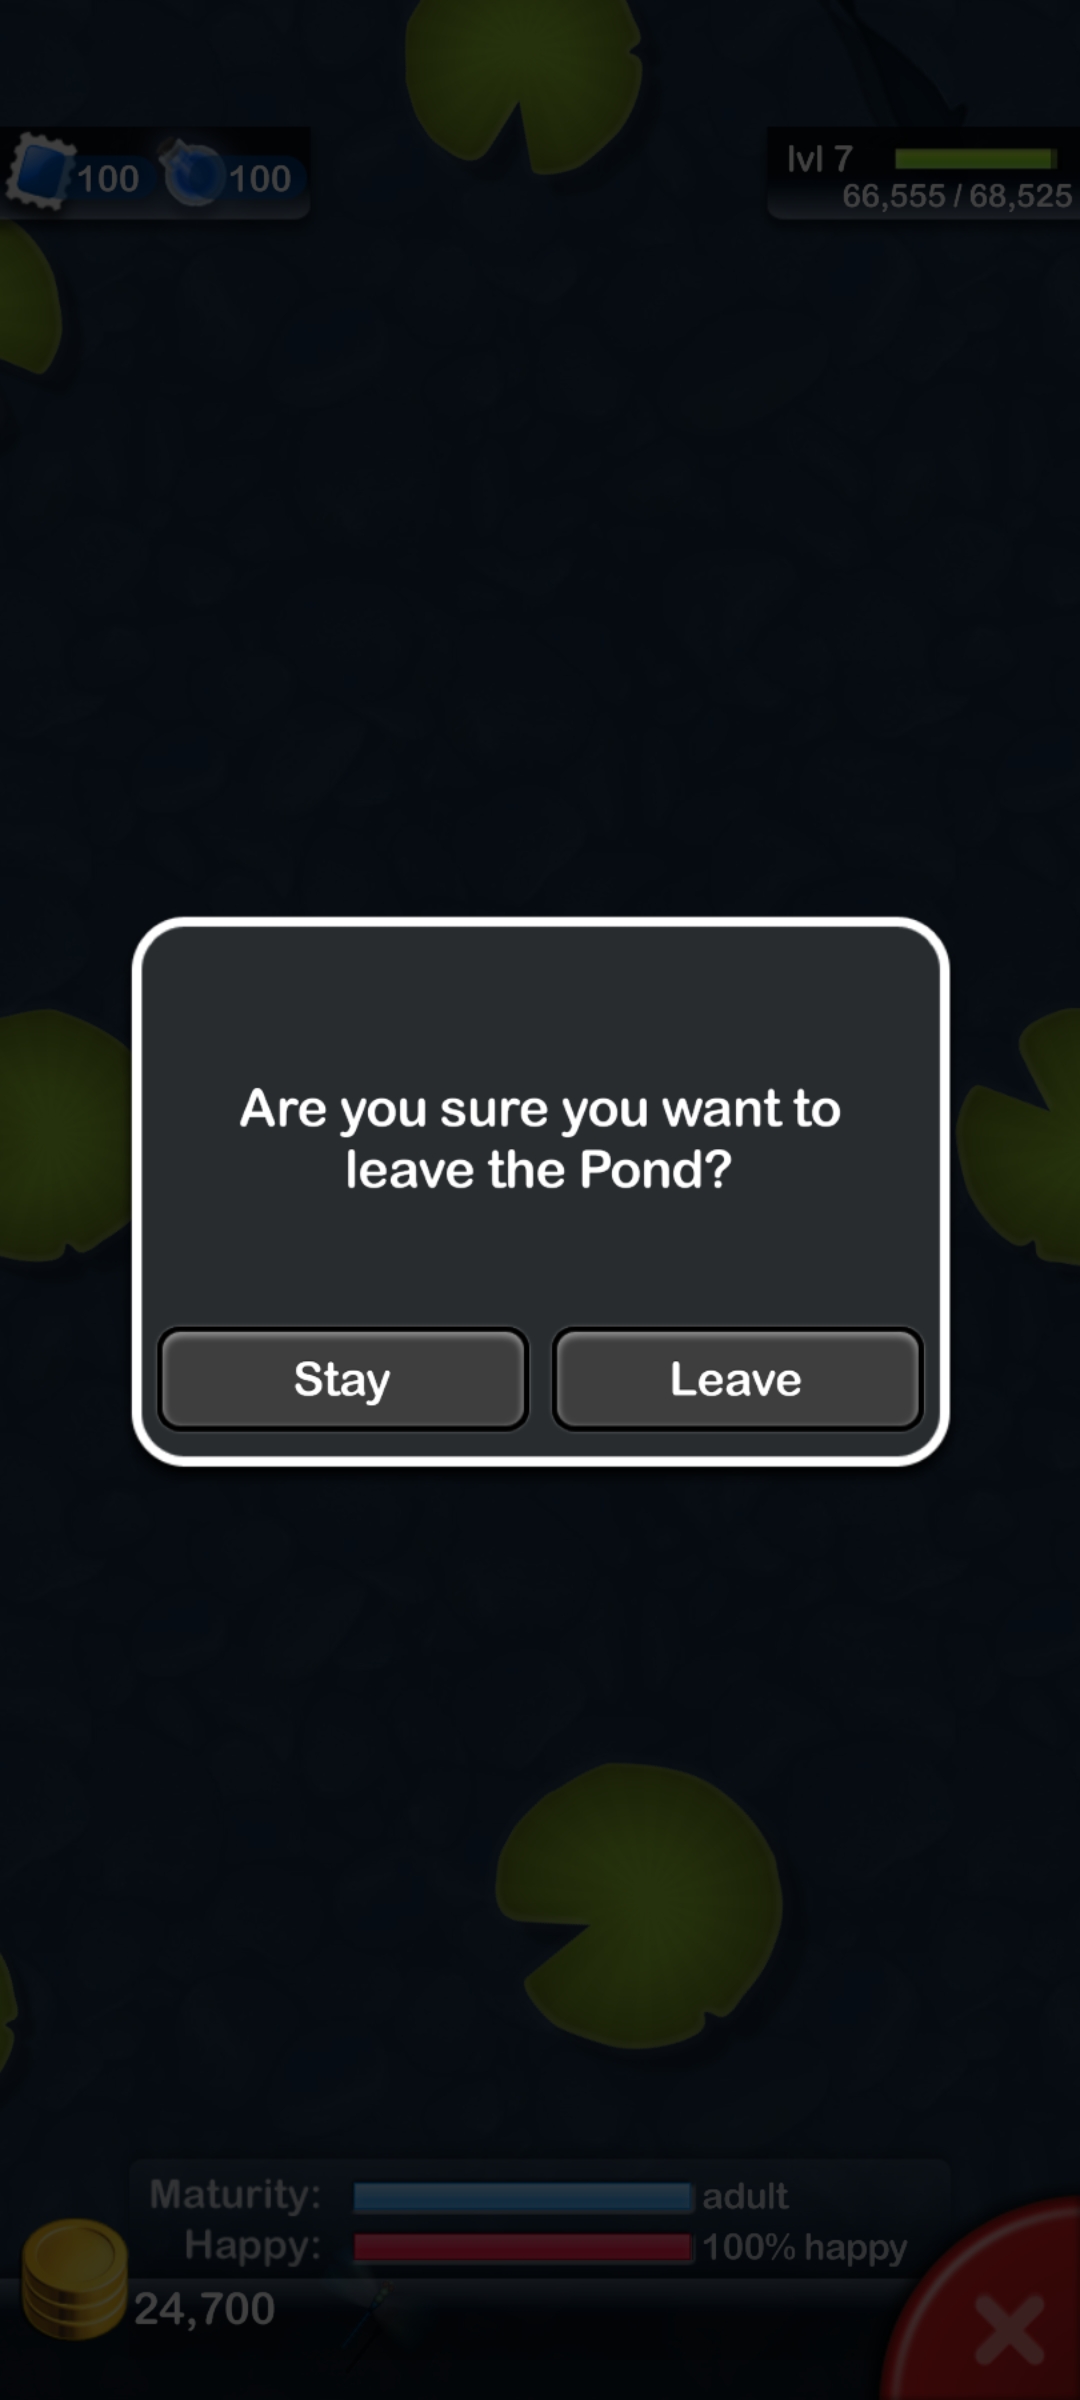 100 100
lvl 7
66,555 / 68,525
Are you sure you want to
leave the Pond?
Stay Leave
Maturity: adult
Happy: 100% happy
24,700